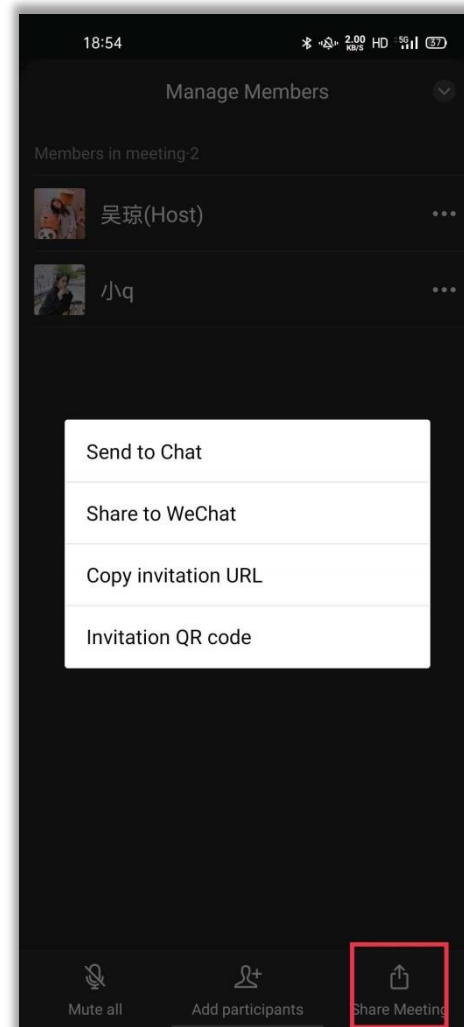 18:54
2.00 KB/S HD 5G 37
Manage Members
Members in meeting·2
吴琼(Host)
小q
Send to Chat
Share to WeChat
Copy invitation URL
Invitation QR code
Mute all
Add participants
Share Meeting